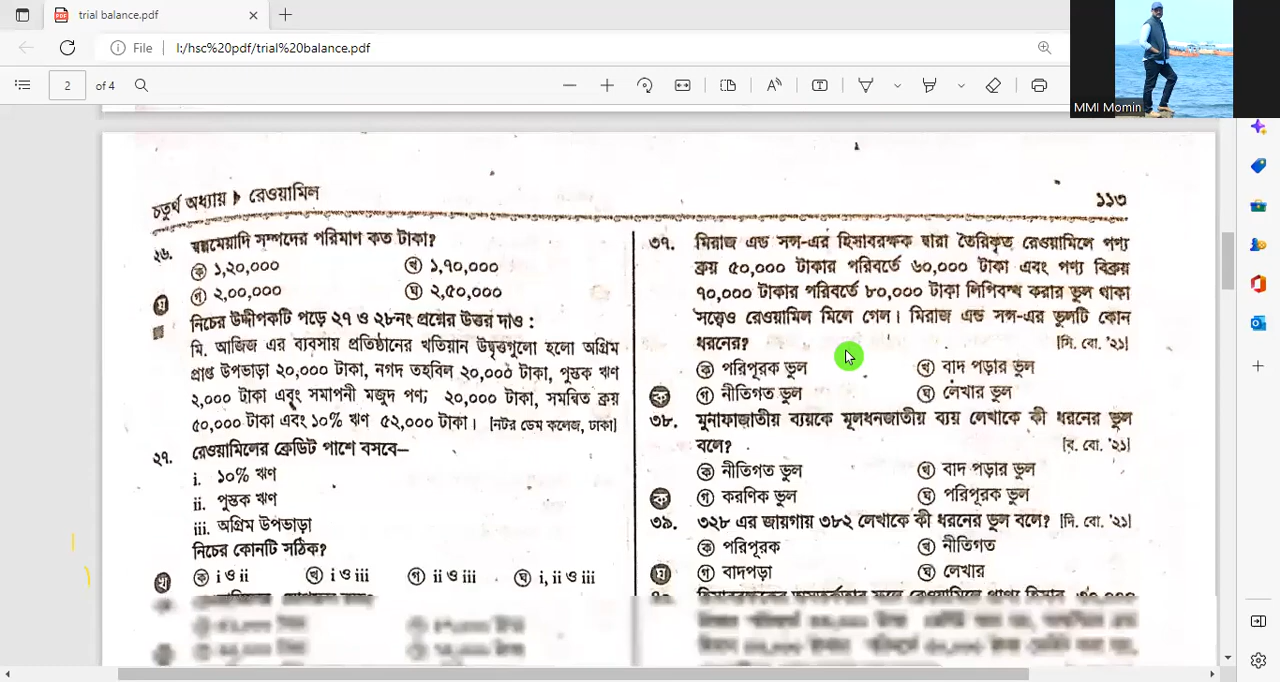 trial balance.pdf
File
I:/hsc%20pdf/trial%20balance.pdf
2
of 4
MMI Momin
চতুর্থ অধ্যায় রেওয়ামিল
২৬. স্বল্পমেয়াদি সম্পদের পরিমাণ কত টাকা?
ক ১,২০,০০০ খ ১,৭০,০০০
ঘ গ ২,০০,০০০ ঘ ২,৫০,০০০
নিচের উদ্দীপকটি পড়ে ২৭ ও ২৮নং প্রশ্নের উত্তর দাও :
মি. আজিজ এর ব্যবসায় প্রতিষ্ঠানের খতিয়ান উদ্বৃত্তগুলো হলো অগ্রিম
প্রাপ্ত উপভাড়া ২০,০০০ টাকা, নগদ তহবিল ২০,০০০ টাকা, পুস্তক ঋণ
২,০০০ টাকা এবং সমাপনী মজুদ পণ্য ২০,০০০ টাকা, সমন্বিত ক্রয়
৫০,০০০ টাকা এবং ১০% ঋণ ৫২,০০০ টাকা। [নটর ডেম কলেজ, ঢাকা]
২৭. রেওয়ামিলের ক্রেডিট পাশে বসবে–
i. ১০% ঋণ
ii. পুস্তক ঋণ
iii. অগ্রিম উপভাড়া
নিচের কোনটি সঠিক?
খ ক i ও ii খ i ও iii গ ii ও iii ঘ i, ii ও iii
১১৩
৩৭. মিরাজ এন্ড সন্স-এর হিসাবরক্ষক দ্বারা তৈরিকৃত রেওয়ামিলে পণ্য
ক্রয় ৫০,০০০ টাকার পরিবর্তে ৬০,০০০ টাকা এবং পণ্য বিক্রয়
৭০,০০০ টাকার পরিবর্তে ৮০,০০০ টাকা লিপিবদ্ধ করার ভুল থাকা
সত্ত্বেও রেওয়ামিল মিলে গেল। মিরাজ এন্ড সন্স-এর ভুলটি কোন
ধরনের? [সি. বো. '২১]
ক পরিপূরক ভুল খ বাদ পড়ার ভুল
ক গ নীতিগত ভুল ঘ লেখার ভুল
৩৮. মুনাফাজাতীয় ব্যয়কে মূলধনজাতীয় ব্যয় লেখাকে কী ধরনের ভুল
বলে? [ব. বো. '২১]
ক নীতিগত ভুল খ বাদ পড়ার ভুল
ক গ করণিক ভুল ঘ পরিপূরক ভুল
৩৯. ৩২৮ এর জায়গায় ৩৮২ লেখাকে কী ধরনের ভুল বলে? [দি. বো. '২১]
ক পরিপূরক খ নীতিগত
ঘ গ বাদপড়া ঘ লেখার